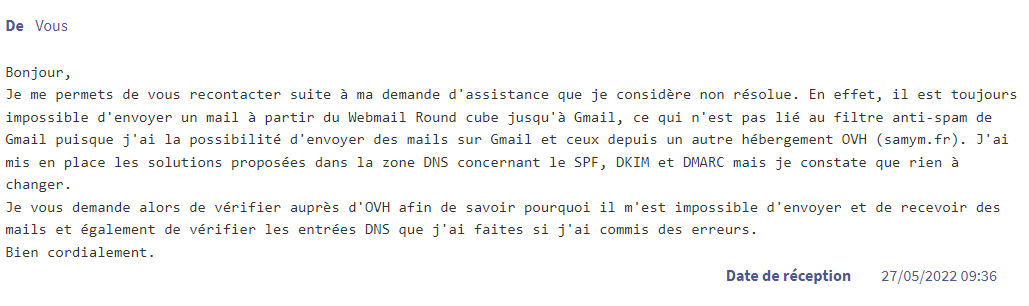 De Vous
Bonjour,
Je me permets de vous recontacter suite à ma demande d'assistance que je considère non résolue. En effet, il est toujours
impossible d'envoyer un mail à partir du Webmail Round cube jusqu'à Gmail, ce qui n'est pas lié au filtre anti-spam de
Gmail puisque j'ai la possibilité d'envoyer des mails sur Gmail et ceux depuis un autre hébergement OVH (samym.fr). J'ai
mis en place les solutions proposées dans la zone DNS concernant le SPF, DKIM et DMARC mais je constate que rien à
changer.
Je vous demande alors de vérifier auprès d'OVH afin de savoir pourquoi il m'est impossible d'envoyer et de recevoir des
mails et également de vérifier les entrées DNS que j'ai faites si j'ai commis des erreurs.
Bien cordialement.
Date de réception 27/05/2022 09:36